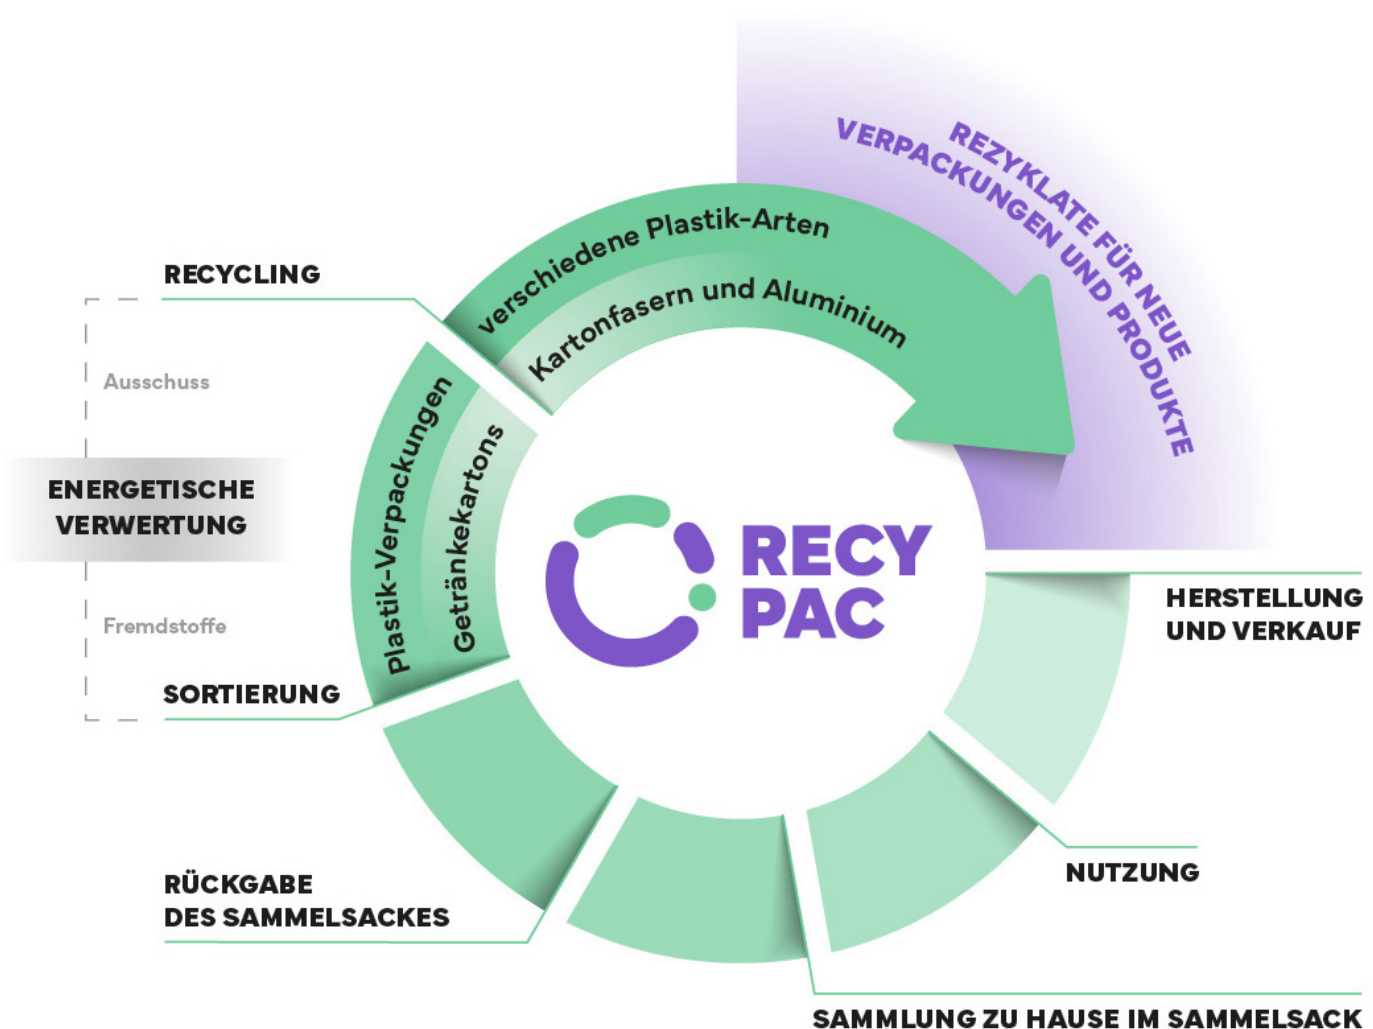 REZYKLATE FÜR NEUE
VERPACKUNGEN UND PRODUKTE
verschiedene Plastik-Arten
Kartonfasern und Aluminium
RECYCLING
Ausschuss
Plastik-Verpackungen
Getränkekartons
ENERGETISCHE
VERWERTUNG
RECY
PAC
HERSTELLUNG
UND VERKAUF
Fremdstoffe
SORTIERUNG
NUTZUNG
RÜCKGABE
DES SAMMELSACKES
SAMMLUNG ZU HAUSE IM SAMMELSACK